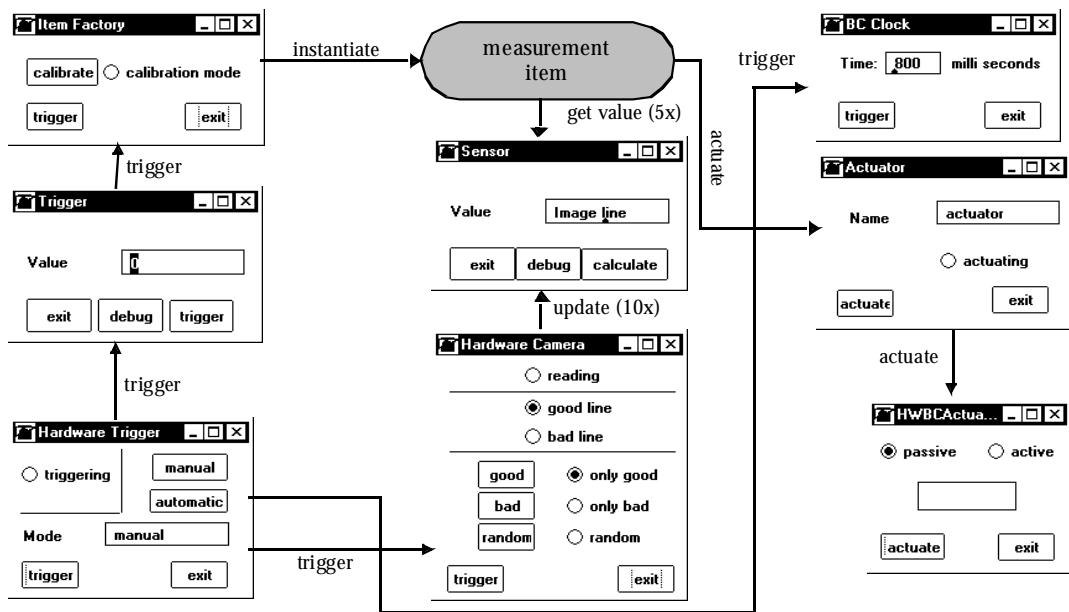 Item Factory
calibrate calibration mode
trigger exit
instantiate
measurement
item
trigger
BC Clock
Time: 800 milli seconds
trigger exit
get value (5x)
actuate
trigger
Sensor
Value Image line
exit debug calculate
Actuator
Name actuator
actuating
actuate exit
Trigger
Value 0
exit debug trigger
update (10x)
Hardware Camera
reading
good line
bad line
good only good
bad only bad
random random
trigger exit
actuate
HWBCActua...
passive active
actuate exit
trigger
Hardware Trigger
triggering manual
automatic
Mode manual
trigger exit
trigger